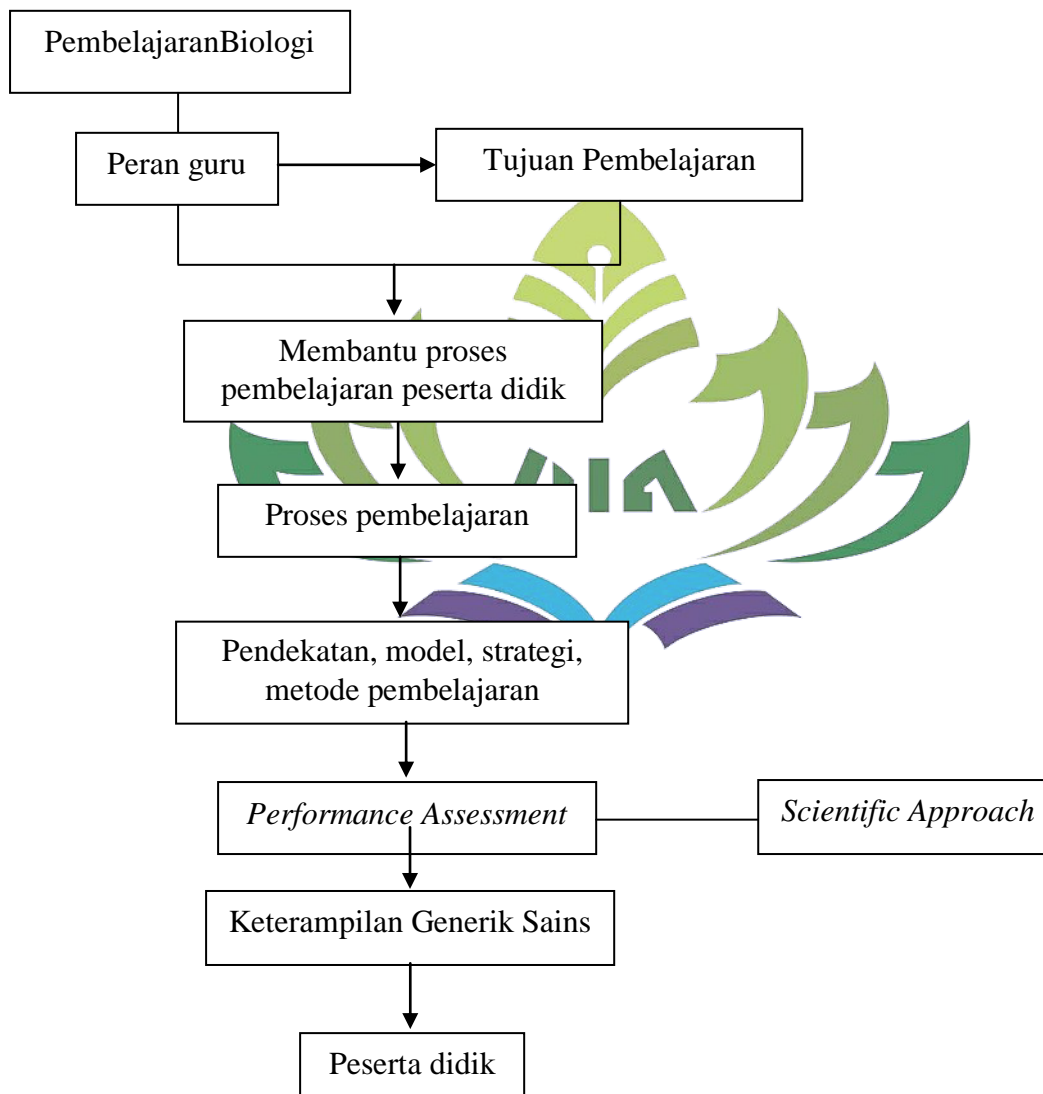 PembelajaranBiologi
Peran guru
Tujuan Pembelajaran
Membantu proses
pembelajaran peserta didik
Proses pembelajaran
Pendekatan, model, strategi,
metode pembelajaran
Performance Assessment
Scientific Approach
Keterampilan Generik Sains
Peserta didik